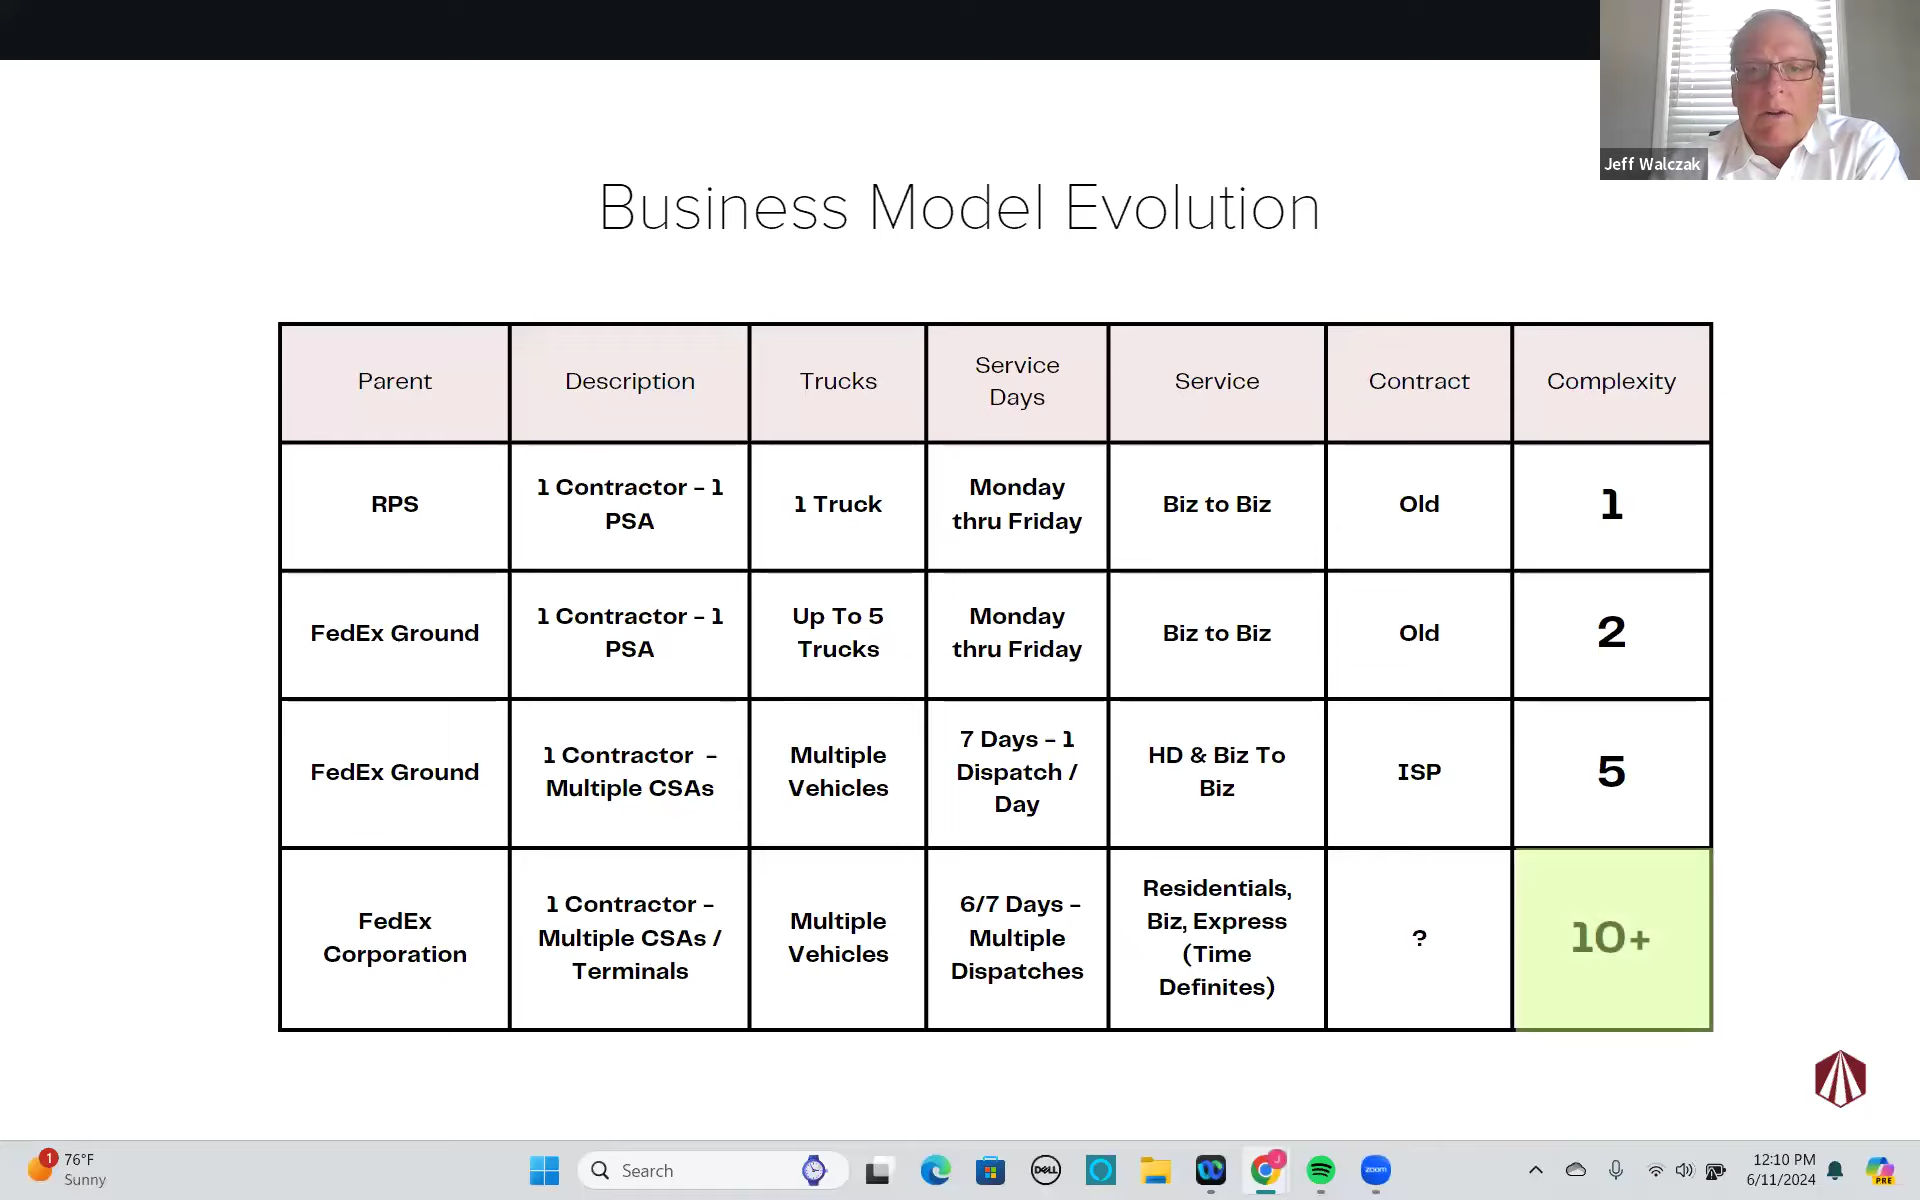 Jeff Walczak
Business Model Evolution
Parent
Description
Trucks
Service
Days
Service
Contract
Complexity
RPS
1 Contractor - 1
PSA
1 Truck
Monday
thru Friday
Biz to Biz
Old
1
FedEx Ground
1 Contractor - 1
PSA
Up To 5
Trucks
Monday
thru Friday
Biz to Biz
Old
2
FedEx Ground
1 Contractor -
Multiple CSAs
Multiple
Vehicles
7 Days - 1
Dispatch /
Day
HD & Biz To
Biz
ISP
5
FedEx
Corporation
1 Contractor -
Multiple CSAs /
Terminals
Multiple
Vehicles
6/7 Days -
Multiple
Dispatches
Residentials,
Biz, Express
(Time
Definites)
?
10+
1
76°F
Sunny
Search
DELL
J
zoom
12:10 PM
6/11/2024
PRE